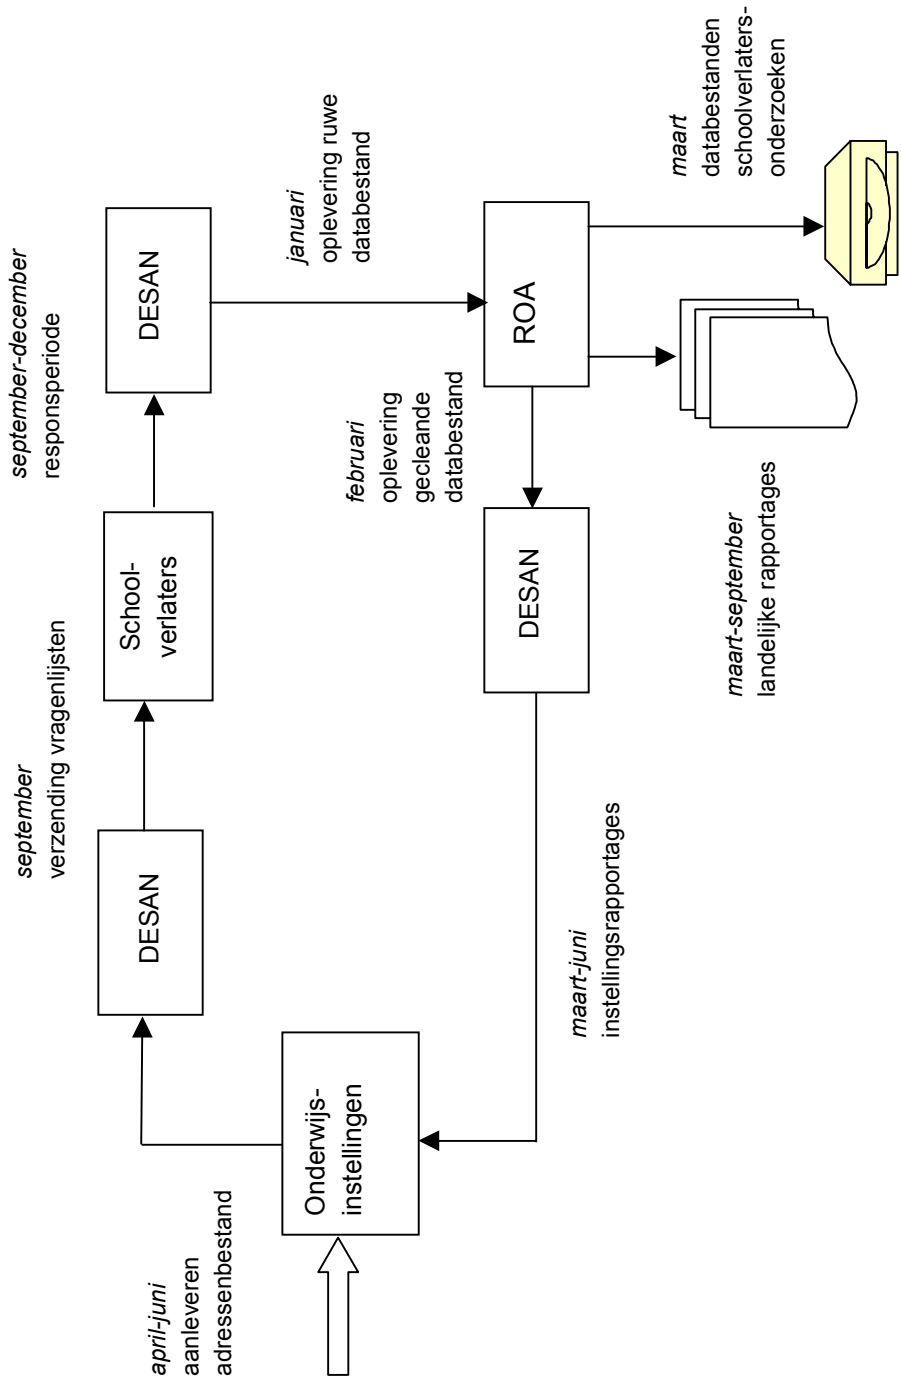 april-juni
aanleveren
adressenbestand
Onderwijs-
instellingen
DESAN
september
verzending vragenlijsten
School-
verlaters
september-december
responsperiode
DESAN
januari
oplevering ruwe
databestand
ROA
februari
oplevering
gecleande
databestand
DESAN
maart-juni
instellingsrapportages
maart-september
landelijke rapportages
maart
databestanden
schoolverlaters-
onderzoeken